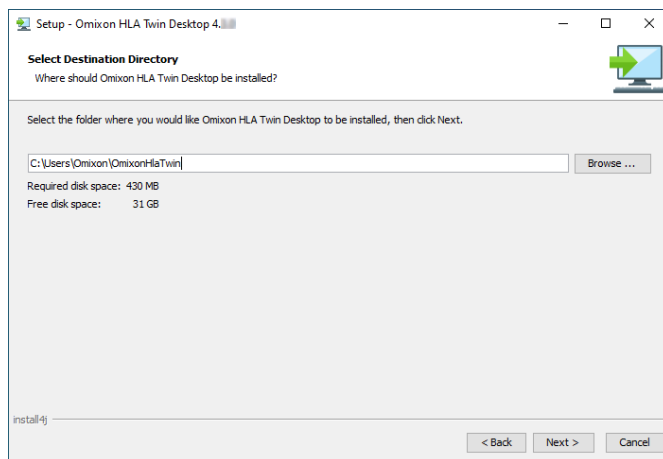 Setup - Omixon HLA Twin Desktop 4.
Select Destination Directory
Where should Omixon HLA Twin Desktop be installed?
Select the folder where you would like Omixon HLA Twin Desktop to be installed, then click Next.
C:\Users\Omixon\OmixonHlaTwin
Browse ...
Required disk space: 430 MB
Free disk space: 31 GB
install4j
< Back Next > Cancel